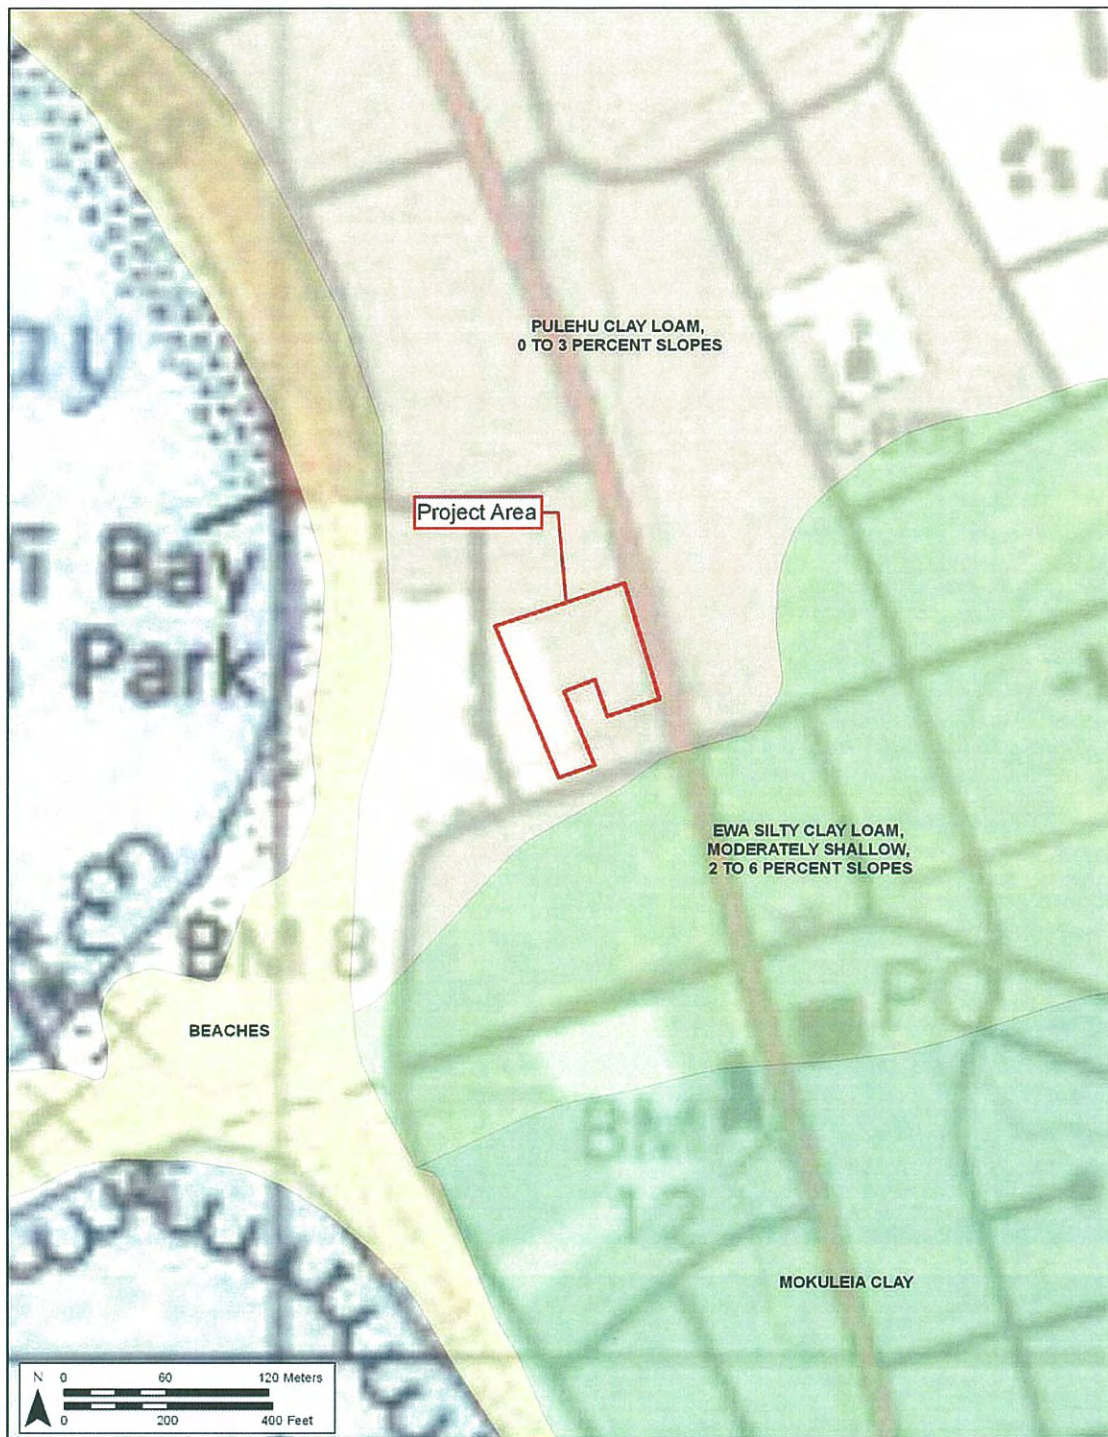 PULEHU CLAY LOAM,
0 TO 3 PERCENT SLOPES
ay
Cem
Project Area
Bay
Park
EWA SILTY CLAY LOAM,
MODERATELY SHALLOW,
2 TO 6 PERCENT SLOPES
BM 8
PO
BEACHES
BM
12
MOKULEIA CLAY
N 0 60 120 Meters
0 200 400 Feet